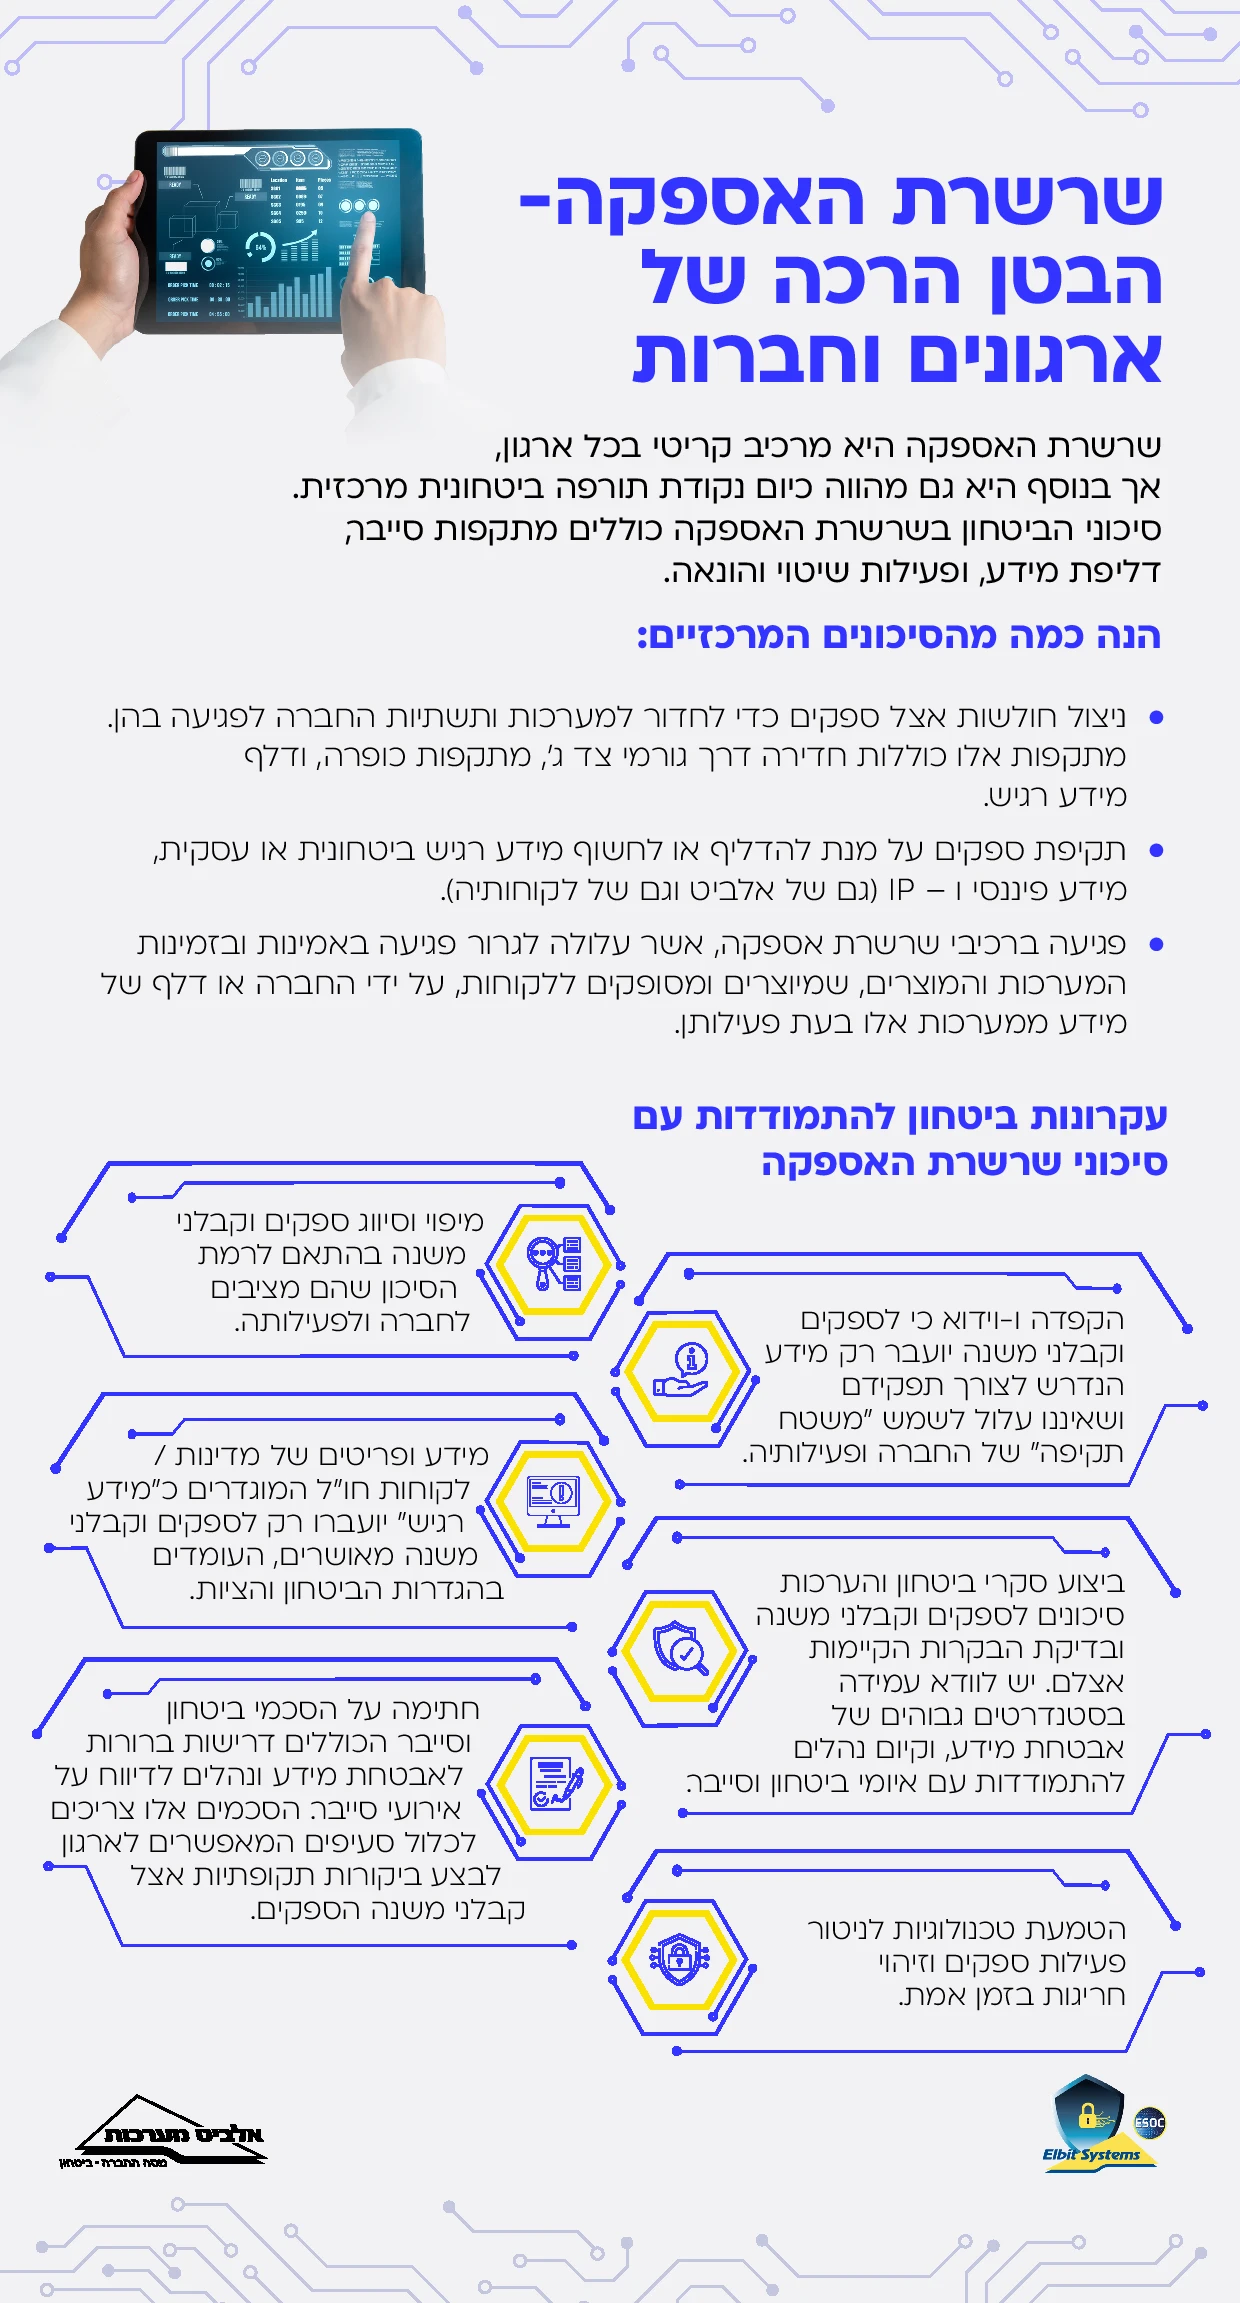 שרשרת האספקה-
הבטן הרכה של
ארגונים וחברות
שרשרת האספקה היא מרכיב קריטי בכל ארגון,
אך בנוסף היא גם מהווה כיום נקודת תורפה ביטחונית מרכזית.
סיכוני הביטחון בשרשרת האספקה כוללים מתקפות סייבר,
דליפת מידע, ופעילות שיטוי והונאה.
הנה כמה מהסיכונים המרכזיים:
• ניצול חולשות אצל ספקים כדי לחדור למערכות ותשתיות החברה לפגיעה בהן.
מתקפות אלו כוללות חדירה דרך גורמי צד ג', מתקפות כופרה, ודלף
מידע רגיש.
• תקיפת ספקים על מנת להדליף או לחשוף מידע רגיש ביטחונית או עסקית,
מידע פיננסי ו – IP (גם של אלביט וגם של לקוחותיה).
• פגיעה ברכיבי שרשרת אספקה, אשר עלולה לגרור פגיעה באמינות ובזמינות
המערכות והמוצרים, שמיוצרים ומסופקים ללקוחות, על ידי החברה או דלף של
מידע ממערכות אלו בעת פעילותן.
עקרונות ביטחון להתמודדות עם
סיכוני שרשרת האספקה
מיפוי וסיווג ספקים וקבלני
משנה בהתאם לרמת
הסיכון שהם מציבים
לחברה ולפעילותה.
הקפדה ו-וידוא כי לספקים
וקבלני משנה יועבר רק מידע
הנדרש לצורך תפקידם
ושאיננו עלול לשמש "משטח
תקיפה" של החברה ופעילותיה.
מידע ופריטים של מדינות /
לקוחות חו"ל המוגדרים כ"מידע
רגיש" יועברו רק לספקים וקבלני
משנה מאושרים, העומדים
בהגדרות הביטחון והציות.
ביצוע סקרי ביטחון והערכות
סיכונים לספקים וקבלני משנה
ובדיקת הבקרות הקיימות
אצלם. יש לוודא עמידה
בסטנדרטים גבוהים של
אבטחת מידע, וקיום נהלים
להתמודדות עם איומי ביטחון וסייבר.
חתימה על הסכמי ביטחון
וסייבר הכוללים דרישות ברורות
לאבטחת מידע ונהלים לדיווח על
אירועי סייבר. הסכמים אלו צריכים
לכלול סעיפים המאפשרים לארגון
לבצע ביקורות תקופתיות אצל
קבלני משנה הספקים.
הטמעת טכנולוגיות לניטור
פעילות ספקים וזיהוי
חריגות בזמן אמת.
ESOC
Elbit Systems
אלביט מערכות
מטה החברה - ביטחון